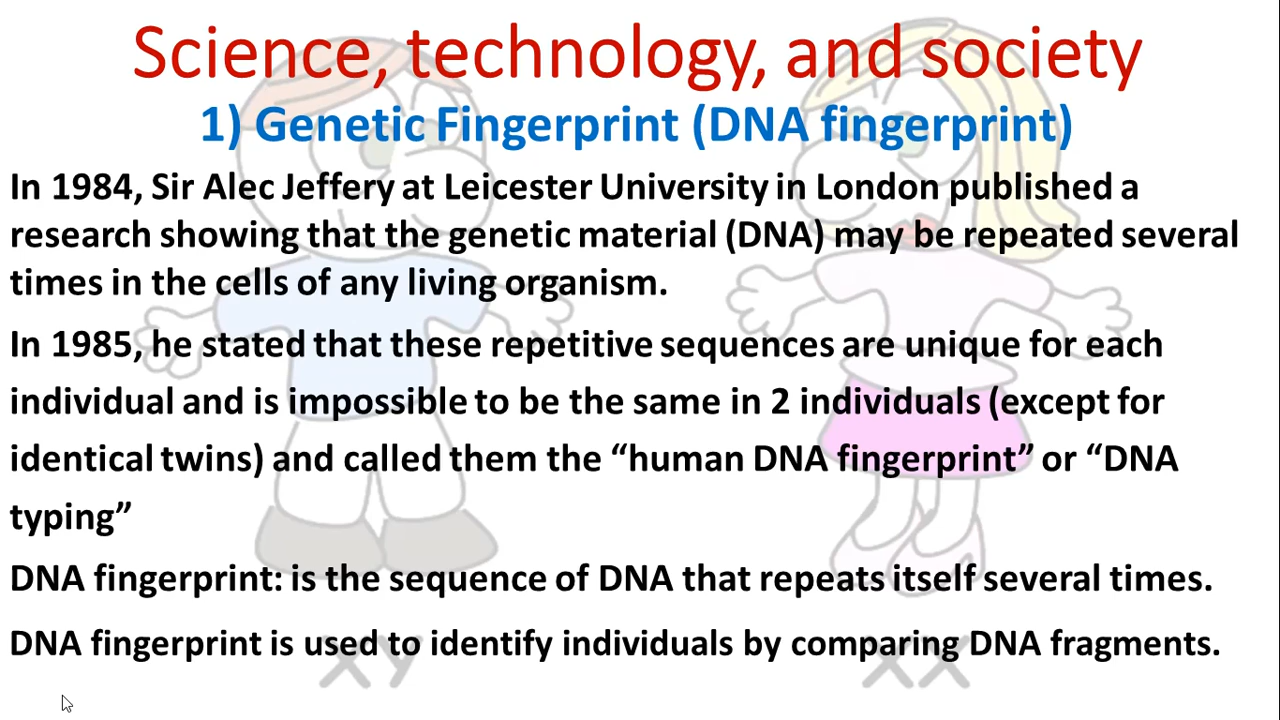 Science, technology, and society
1) Genetic Fingerprint (DNA fingerprint)
In 1984, Sir Alec Jeffery at Leicester University in London published a
research showing that the genetic material (DNA) may be repeated several
times in the cells of any living organism.
In 1985, he stated that these repetitive sequences are unique for each
individual and is impossible to be the same in 2 individuals (except for
identical twins) and called them the “human DNA fingerprint” or “DNA
typing”
DNA fingerprint: is the sequence of DNA that repeats itself several times.
DNA fingerprint is used to identify individuals by comparing DNA fragments.
XY XX